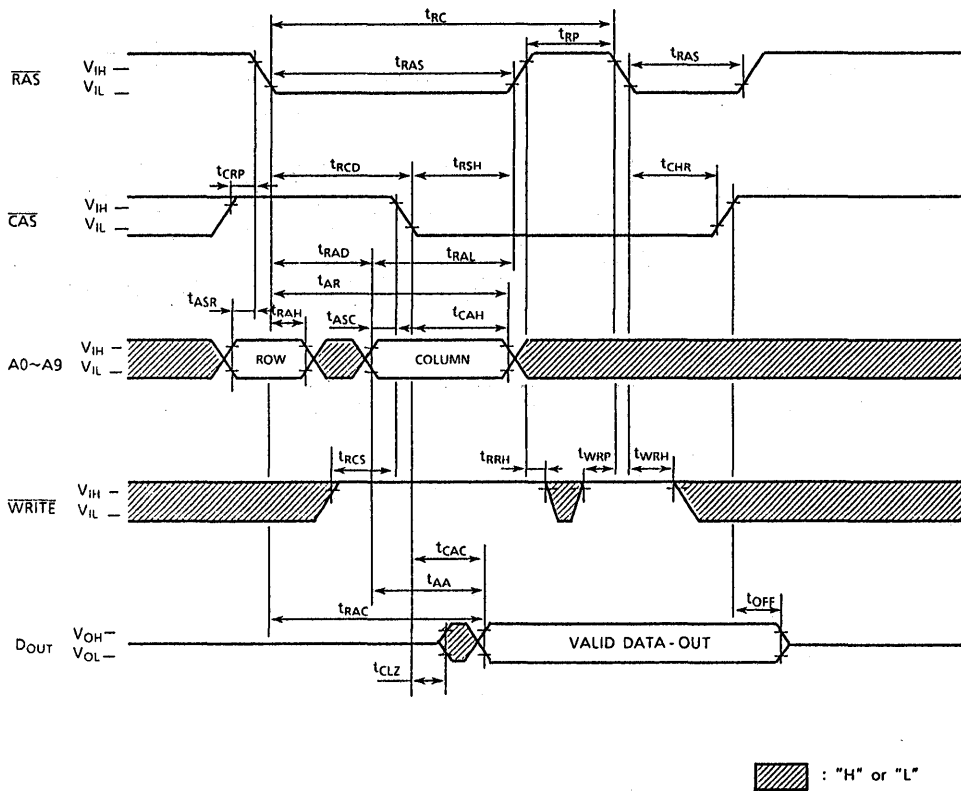 tRC
tRP
RAS
VIH
VIL
tRAS
tRAS
tCRP
tRCD
tRSH
tCHR
CAS
VIH
VIL
tRAD
tRAL
tAR
tASR
tRAH
tASC
tCAH
A0~A9
VIH
VIL
ROW
COLUMN
tRCS
tRRH
tWRP
tWRH
WRITE
VIH
VIL
tCAC
tAA
tRAC
tOFF
DOUT
VOH
VOL
VALID DATA-OUT
tCLZ
: "H" or "L"